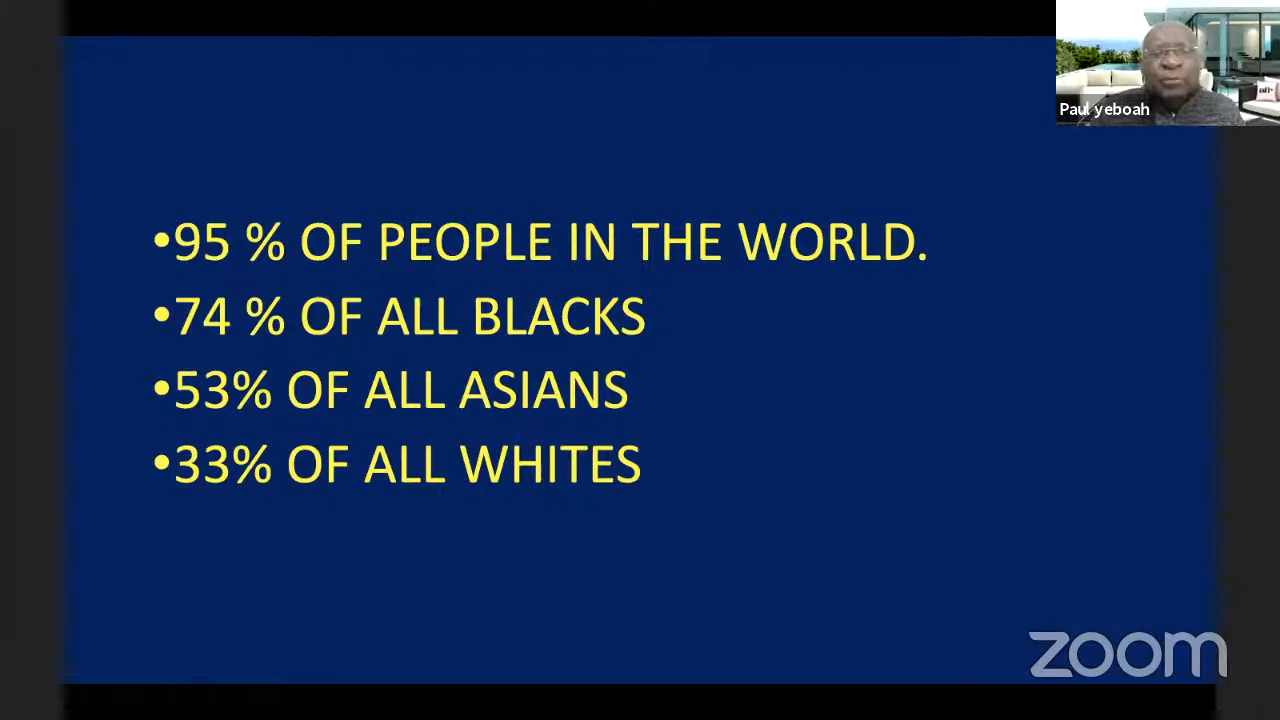 Paul yeboah
•95 % OF PEOPLE IN THE WORLD.
•74 % OF ALL BLACKS
•53% OF ALL ASIANS
•33% OF ALL WHITES
zoom